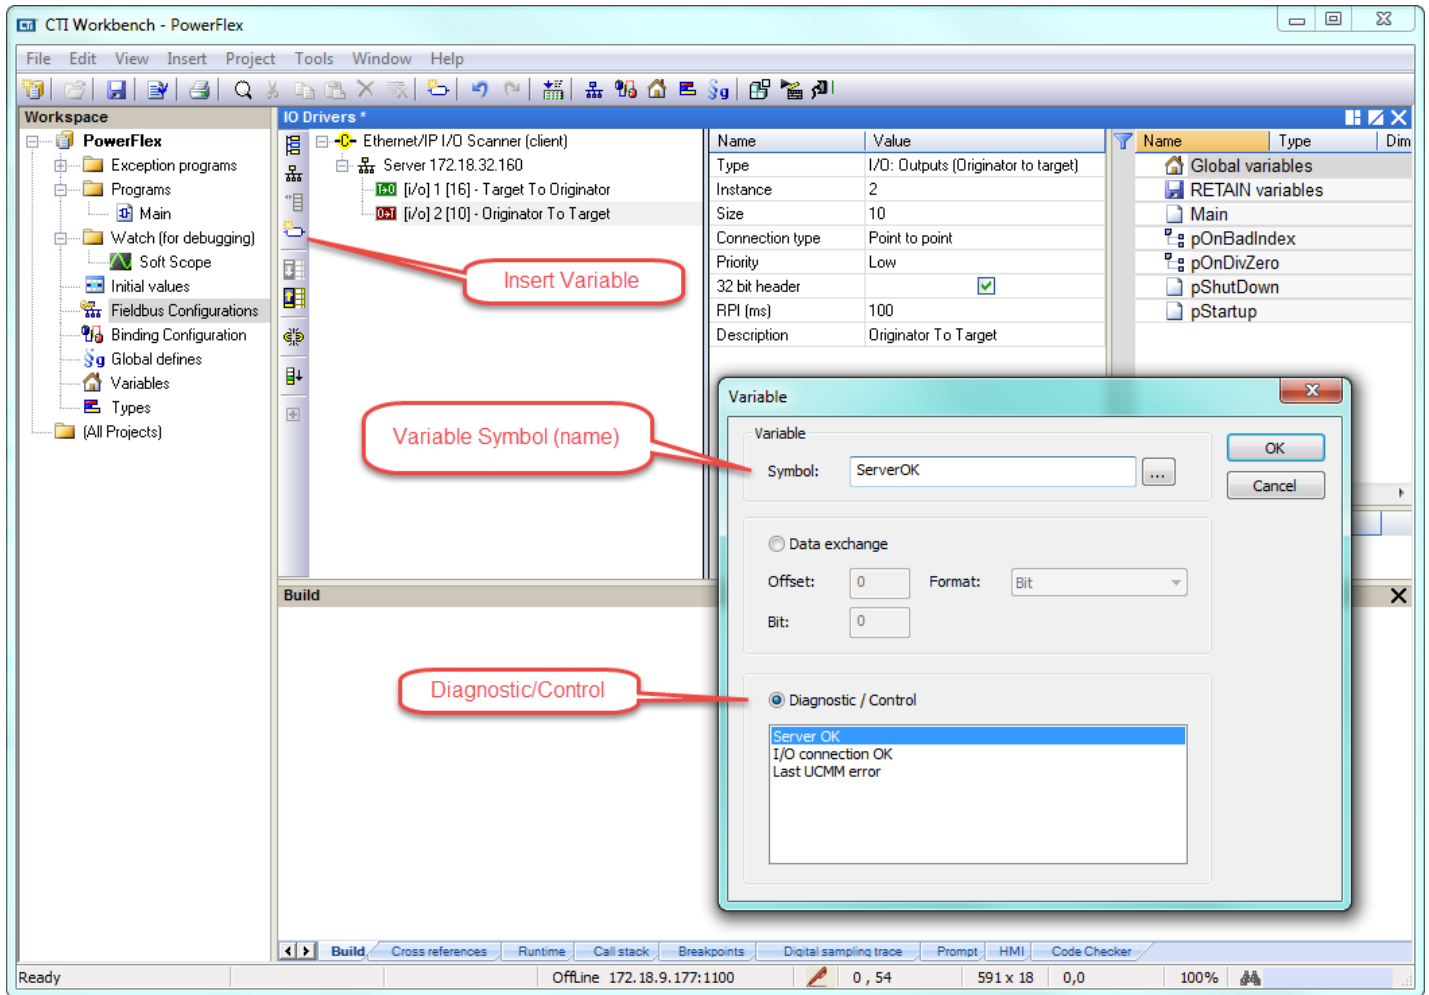 CTI Workbench - PowerFlex
File Edit View Insert Project Tools Window Help
Workspace
PowerFlex
Exception programs
Programs
Main
Watch (for debugging)
Soft Scope
Initial values
Fieldbus Configurations
Binding Configuration
Global defines
Variables
Types
(All Projects)
IO Drivers *
Ethernet/IP I/O Scanner (client)
Server 172.18.32.160
T>O [i/o] 1 [16] - Target To Originator
O>T [i/o] 2 [10] - Originator To Target
Insert Variable
Name Value
Type I/O: Outputs (Originator to target)
Instance 2
Size 10
Connection type Point to point
Priority Low
32 bit header
RPI (ms) 100
Description Originator To Target
Name Type Dim
Global variables
RETAIN variables
Main
pOnBadIndex
pOnDivZero
pShutDown
pStartup
Variable Symbol (name)
Variable
Variable
Symbol: ServerOK ...
OK
Cancel
Data exchange
Offset: 0 Format: Bit
Bit: 0
Diagnostic/Control
Diagnostic / Control
Server OK
I/O connection OK
Last UCMM error
Build
Build Cross references Runtime Call stack Breakpoints Digital sampling trace Prompt HMI Code Checker
Ready OffLine 172.18.9.177:1100 0 , 54 591 x 18 0,0 100%